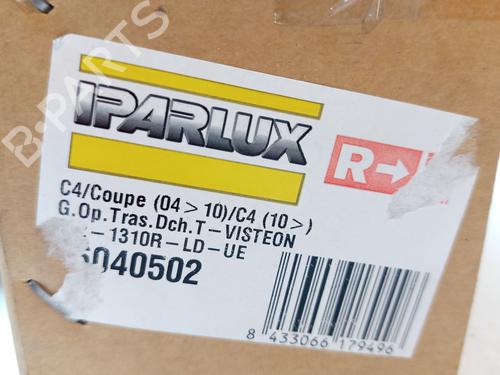 IPARLUX
R→
C4/Coupe (04 > 10)/C4 (10 >)
G.Op.Tras.Dch.T-VISTEON
-1310R-LD-UE
040502
8 433066 179496
B-PARTS